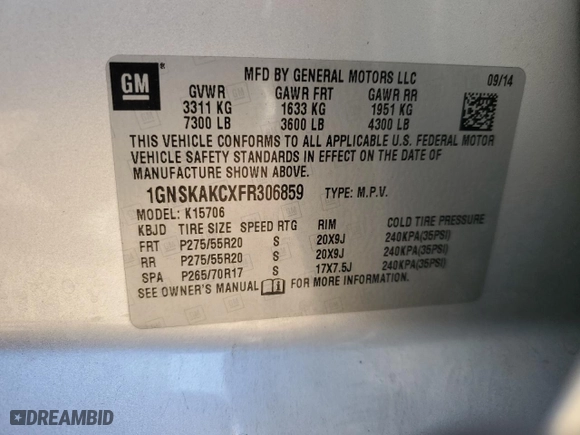 GM ®
MFD BY GENERAL MOTORS LLC 09/14
GVWR GAWR FRT GAWR RR
3311 KG 1633 KG 1951 KG
7300 LB 3600 LB 4300 LB
THIS VEHICLE CONFORMS TO ALL APPLICABLE U.S. FEDERAL MOTOR
VEHICLE SAFETY STANDARDS IN EFFECT ON THE DATE OF
MANUFACTURE SHOWN ABOVE.
1GNSKAKCXFR306859 TYPE: M.P.V.
MODEL: K15706
KBJD TIRE SIZE SPEED RTG RIM COLD TIRE PRESSURE
FRT P275/55R20 S 20X9J 240KPA(35PSI)
RR P275/55R20 S 20X9J 240KPA(35PSI)
SPA P265/70R17 S 17X7.5J 240KPA(35PSI)
SEE OWNER'S MANUAL FOR MORE INFORMATION.
DREAMBID